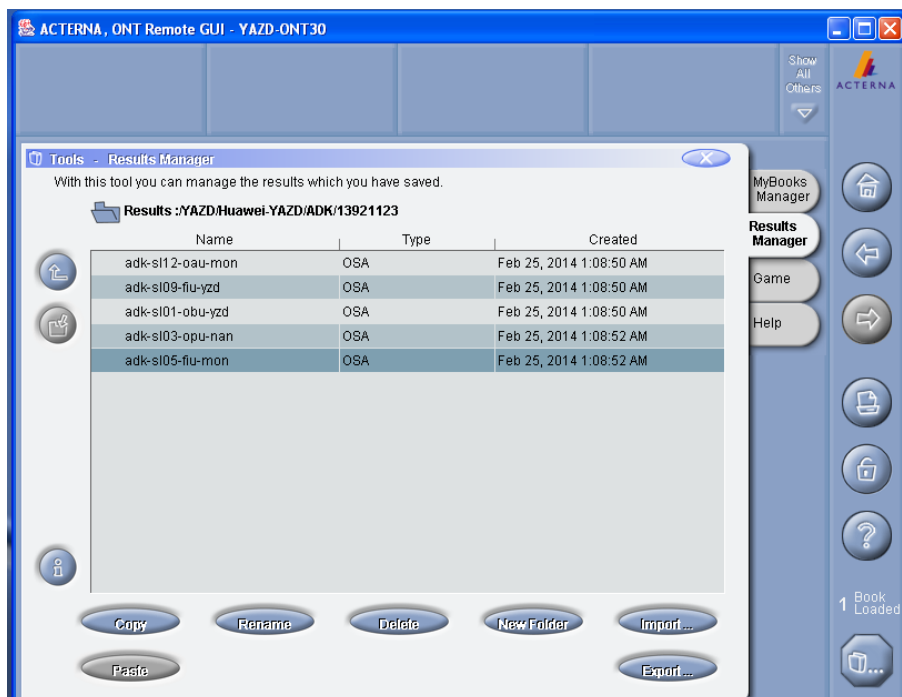 ACTERNA, ONT Remote GUI - YAZD-ONT30
Show
All
Others
ACTERNA
Tools - Results Manager
With this tool you can manage the results which you have saved.
Results :/YAZD/Huawei-YAZD/ADK/13921123
Name Type Created
adk-sl12-oau-mon OSA Feb 25, 2014 1:08:50 AM
adk-sl09-fiu-yzd OSA Feb 25, 2014 1:08:50 AM
adk-sl01-obu-yzd OSA Feb 25, 2014 1:08:50 AM
adk-sl03-opu-nan OSA Feb 25, 2014 1:08:52 AM
adk-sl05-fiu-mon OSA Feb 25, 2014 1:08:52 AM
MyBooks
Manager
Results
Manager
Game
Help
Copy Rename Delete New Folder Import ...
Paste Export ...
1 Book
Loaded